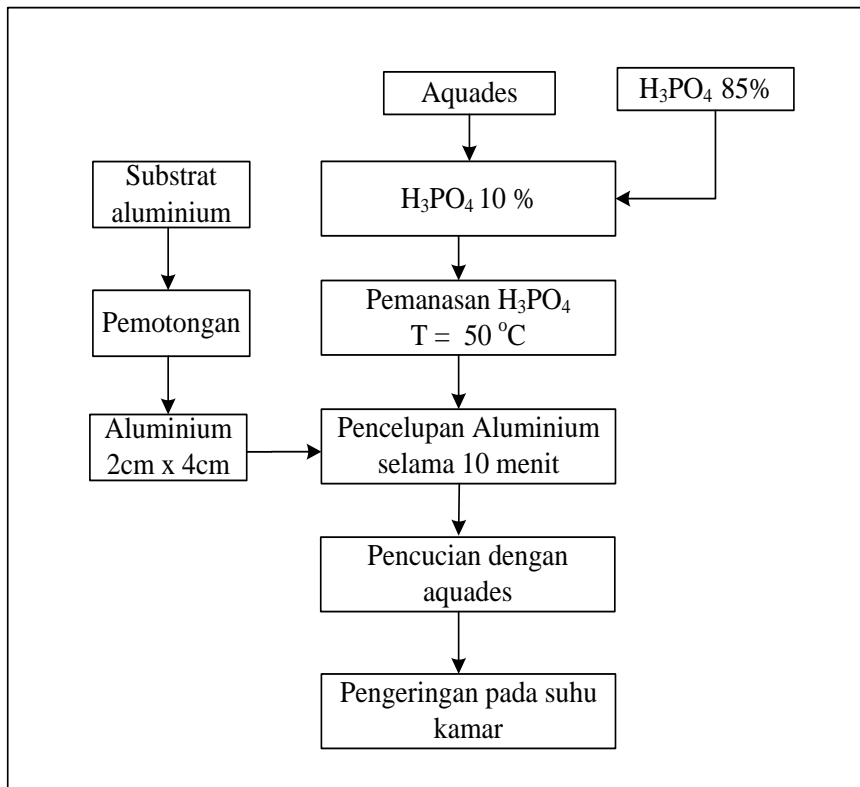 Aquades
H₃PO₄ 85%
Substrat
aluminium
H₃PO₄ 10 %
Pemotongan
Pemanasan H₃PO₄
T = 50 °C
Aluminium
2cm x 4cm
Pencelupan Aluminium
selama 10 menit
Pencucian dengan
aquades
Pengeringan pada suhu
kamar